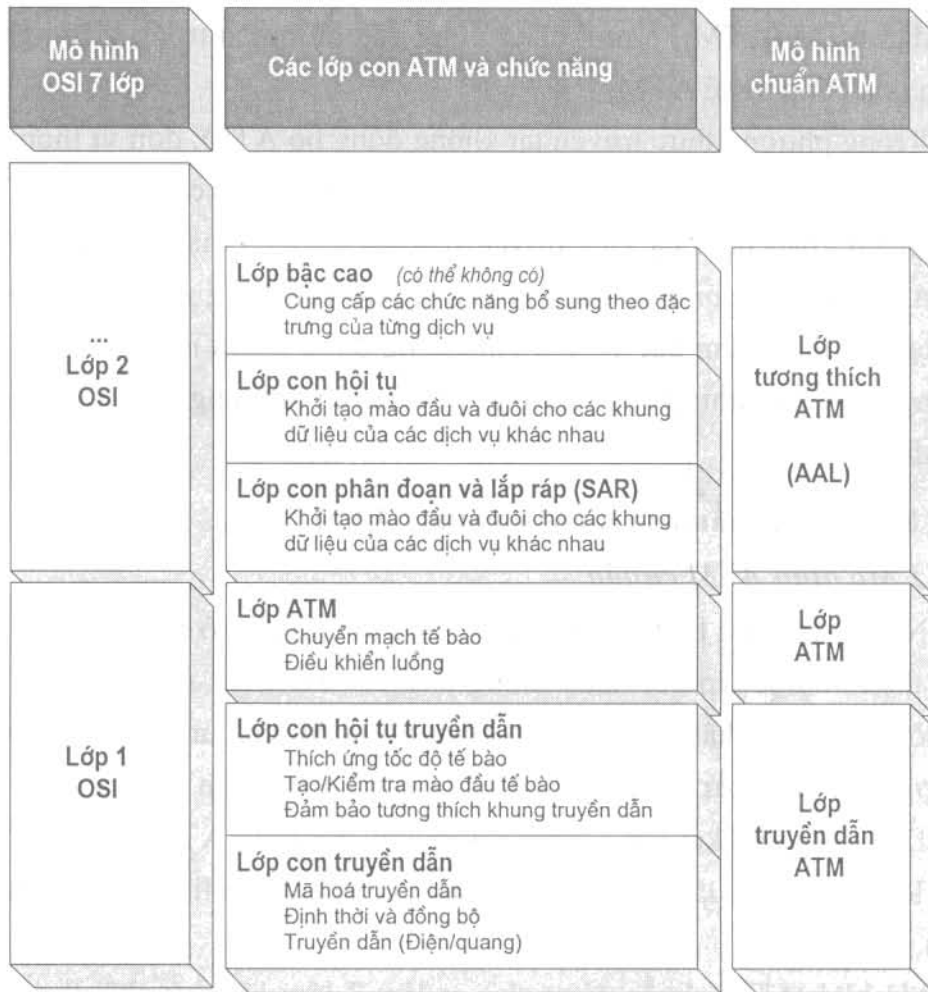 Mô hình
OSI 7 lớp
Các lớp con ATM và chức năng
Mô hình
chuẩn ATM
...
Lớp 2
OSI
Lớp bậc cao (có thể không có)
Cung cấp các chức năng bổ sung theo đặc
trưng của từng dịch vụ
Lớp con hội tụ
Khởi tạo mào đầu và đuôi cho các khung
dữ liệu của các dịch vụ khác nhau
Lớp con phân đoạn và lắp ráp (SAR)
Khởi tạo mào đầu và đuôi cho các khung
dữ liệu của các dịch vụ khác nhau
Lớp
tương thích
ATM
(AAL)
Lớp 1
OSI
Lớp ATM
Chuyển mạch tế bào
Điều khiển luồng
Lớp
ATM
Lớp con hội tụ truyền dẫn
Thích ứng tốc độ tế bào
Tạo/Kiểm tra mào đầu tế bào
Đảm bảo tương thích khung truyền dẫn
Lớp con truyền dẫn
Mã hoá truyền dẫn
Định thời và đồng bộ
Truyền dẫn (Điện/quang)
Lớp
truyền dẫn
ATM